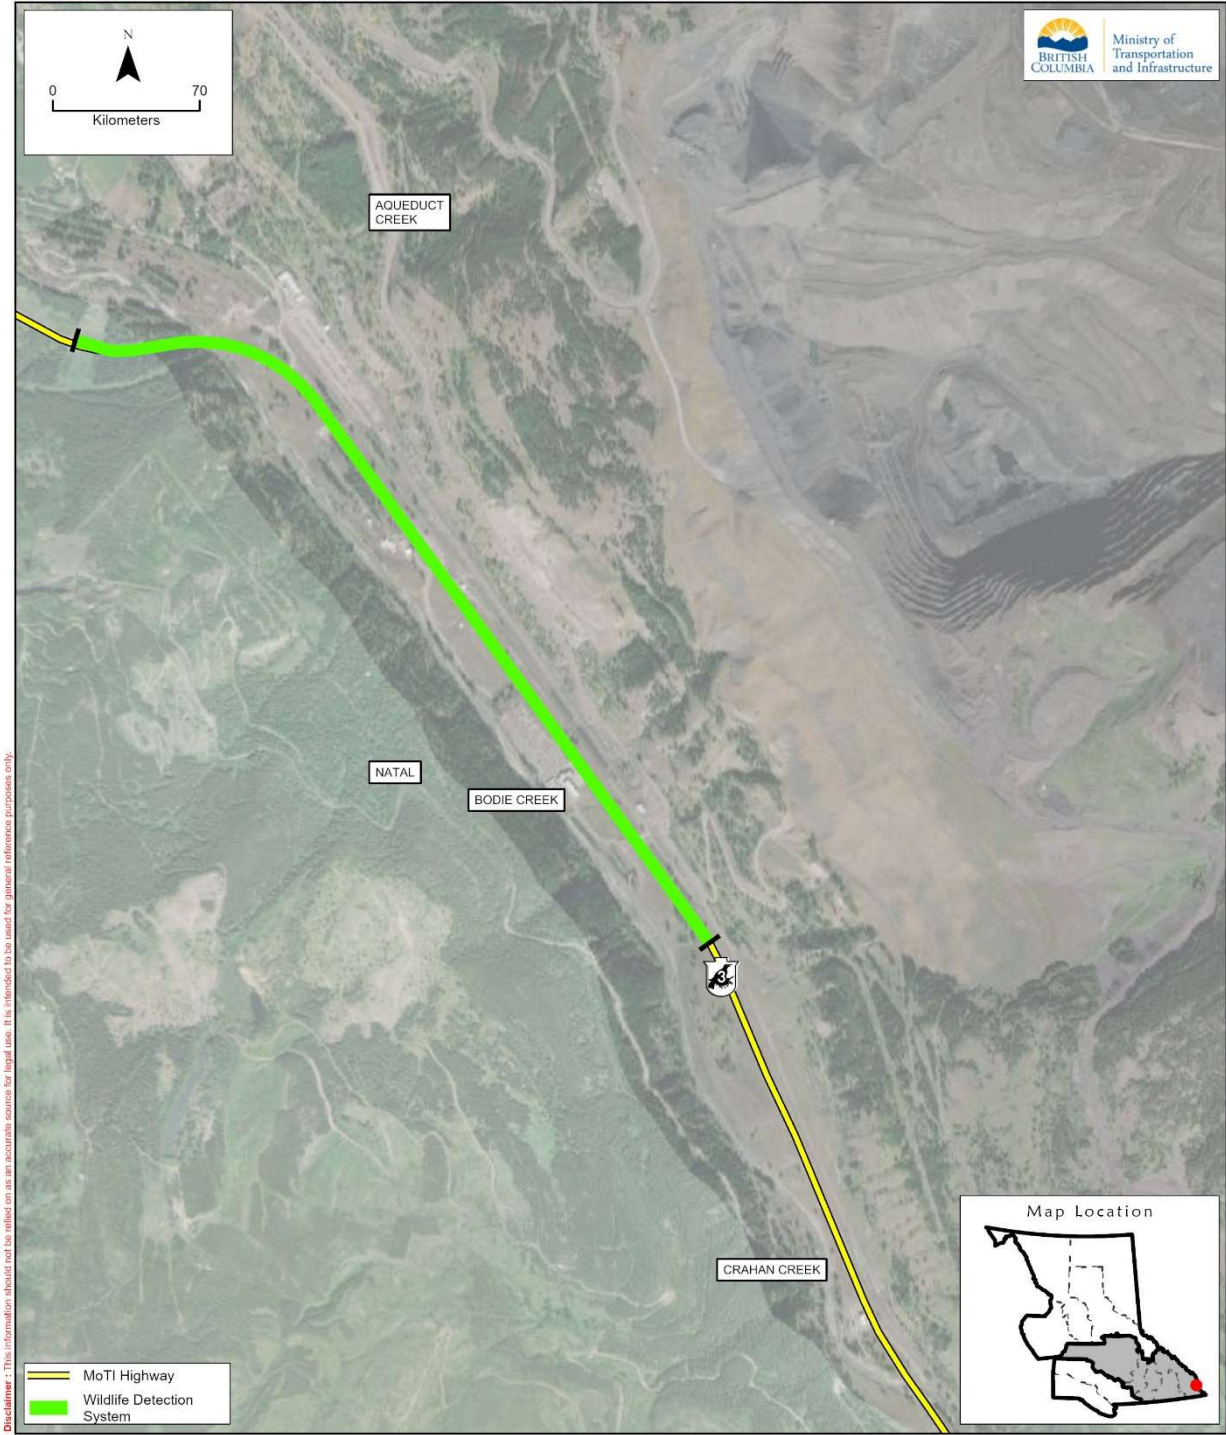 N
0 70
Kilometers
BRITISH
COLUMBIA
Ministry of
Transportation
and Infrastructure
AQUEDUCT
CREEK
NATAL
BODIE CREEK
3
CRAHAN CREEK
Map Location
MoTI Highway
Wildlife Detection
System
Disclaimer : This information should not be relied on as an accurate source for legal use. It is intended to be used for general reference purposes only.